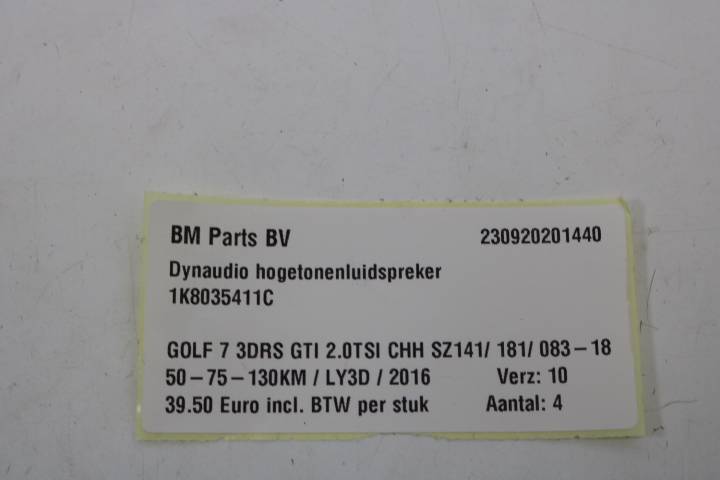 BM Parts BV 230920201440
Dynaudio hogetonenluidspreker
1K8035411C
GOLF 7 3DRS GTI 2.0TSI CHH SZ141/ 181/ 083-18
50-75-130KM / LY3D / 2016 Verz: 10
39.50 Euro incl. BTW per stuk Aantal: 4